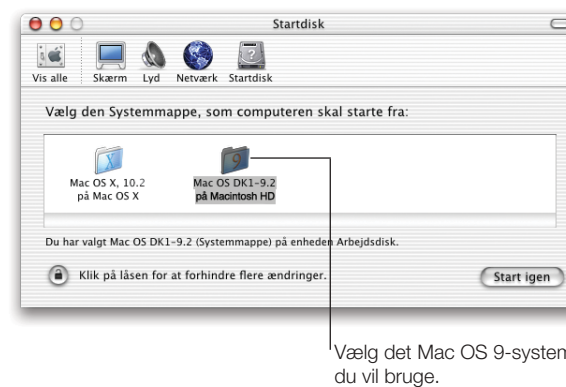 Startdisk
Vis alle Skærm Lyd Netværk Startdisk
Vælg den Systemmappe, som computeren skal starte fra:
Mac OS X, 10.2
på Mac OS X
Mac OS DK1-9.2
på Macintosh HD
Du har valgt Mac OS DK1-9.2 (Systemmappe) på enheden Arbejdsdisk.
Klik på låsen for at forhindre flere ændringer.
Start igen
Vælg det Mac OS 9-system
du vil bruge.